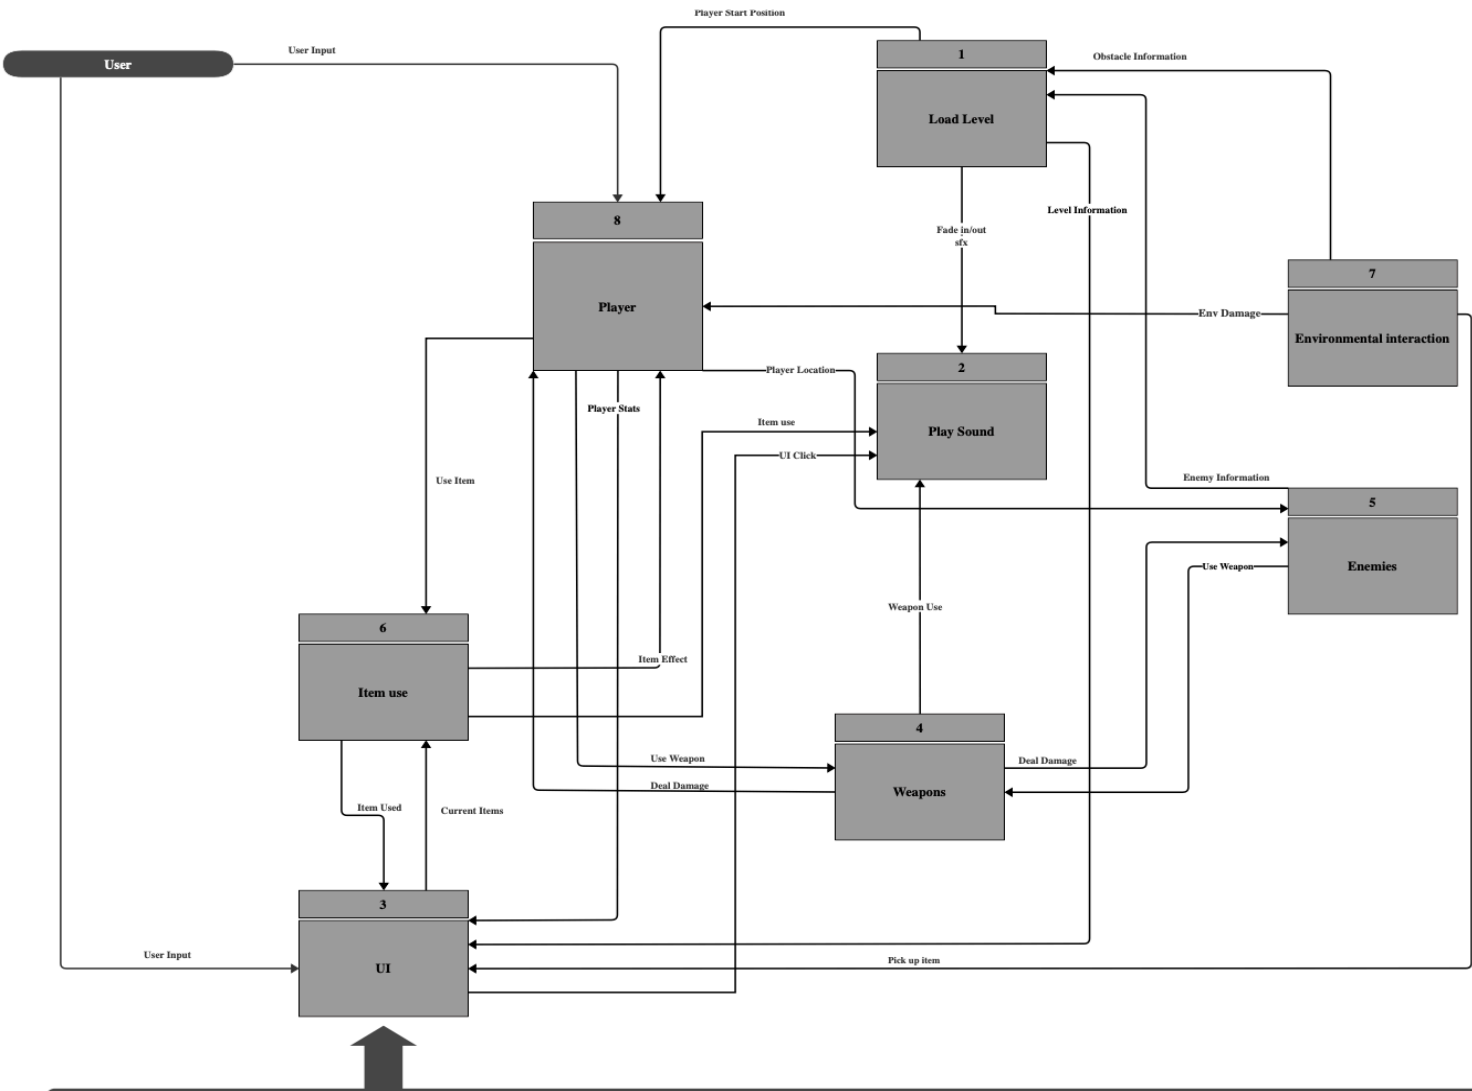 Player Start Position
User Input
User
1
Obstacle Information
Load Level
Level Information
8
Fade in/out
sfx
7
Player
Env Damage
Environmental interaction
2
Player Location
Player Stats
Item use
Play Sound
UI Click
Use Item
Enemy Information
5
Use Weapon
Enemies
Weapon Use
6
Item Effect
Item use
4
Use Weapon
Deal Damage
Deal Damage
Weapons
Item Used
Current Items
3
User Input
Pick up item
UI